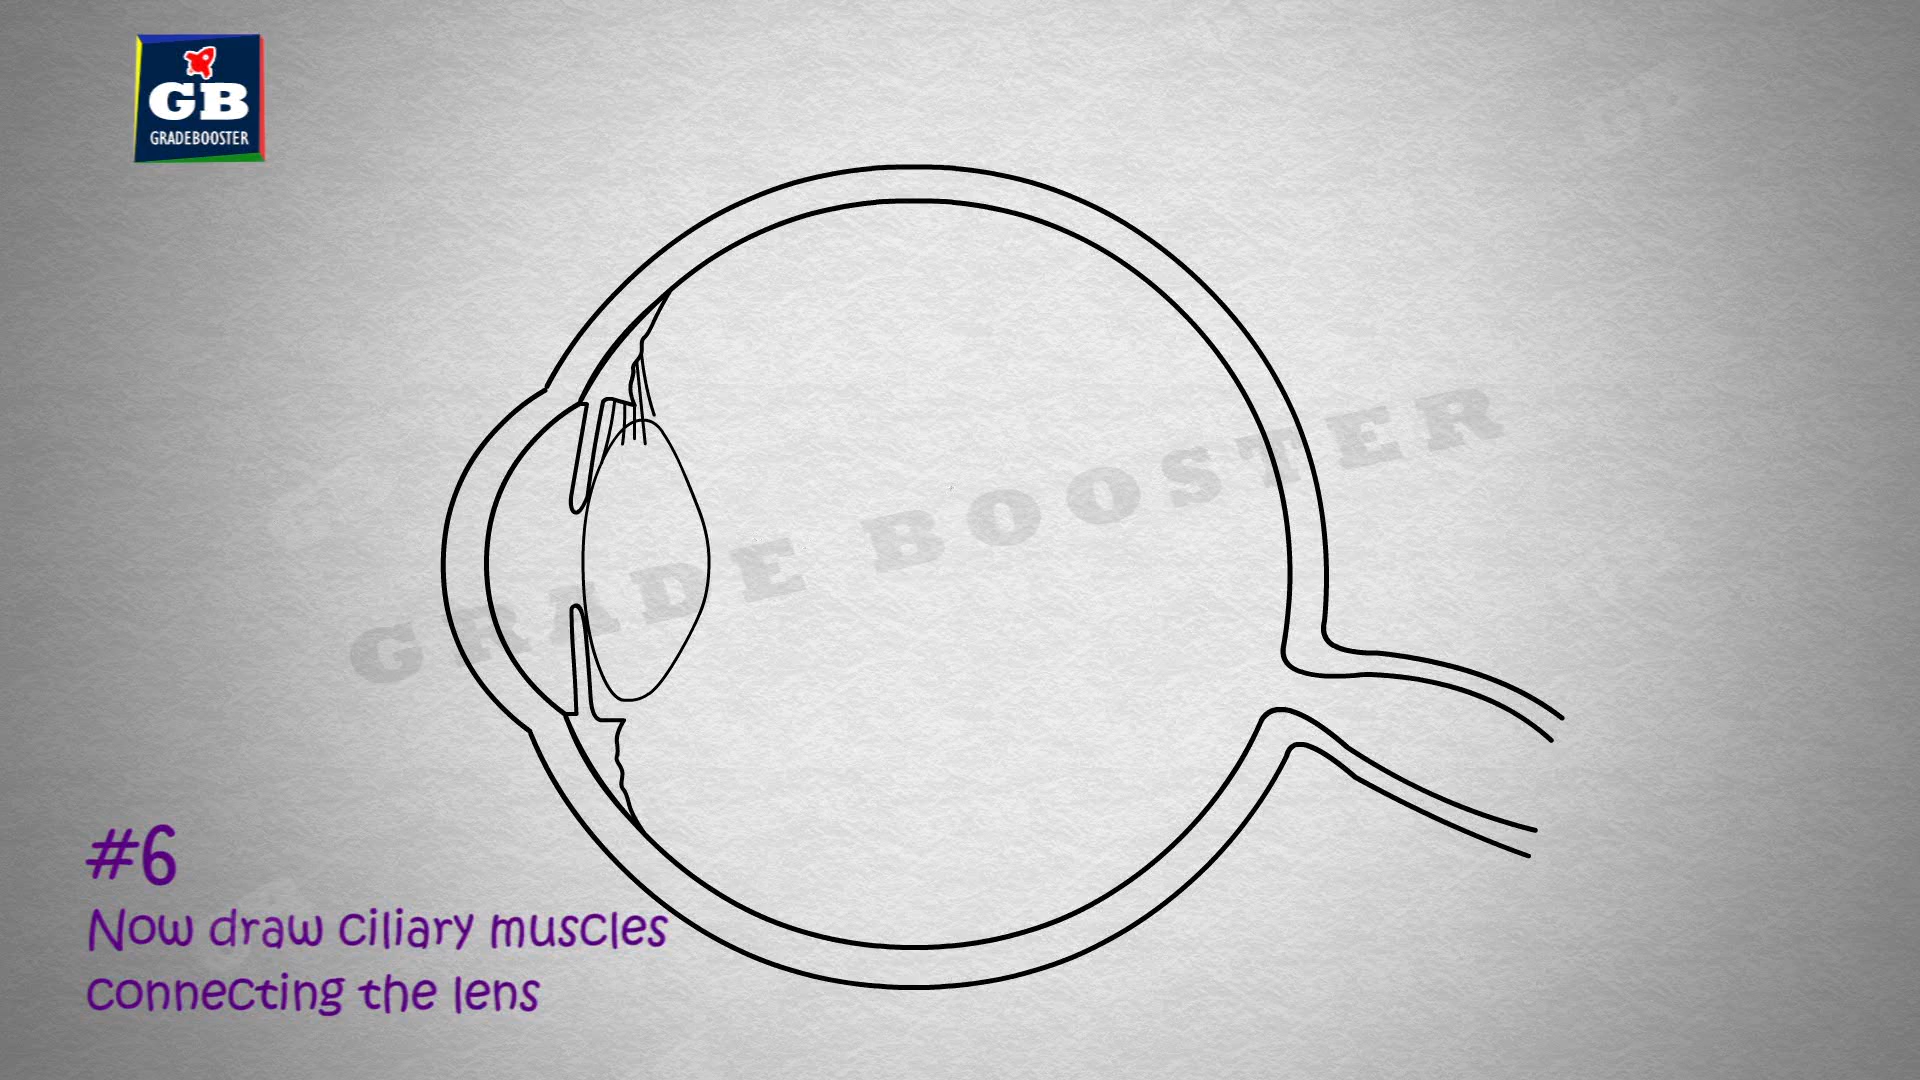 GB
GRADEBOOSTER
GRADE BOOSTER
#6
Now draw ciliary muscles
connecting the lens